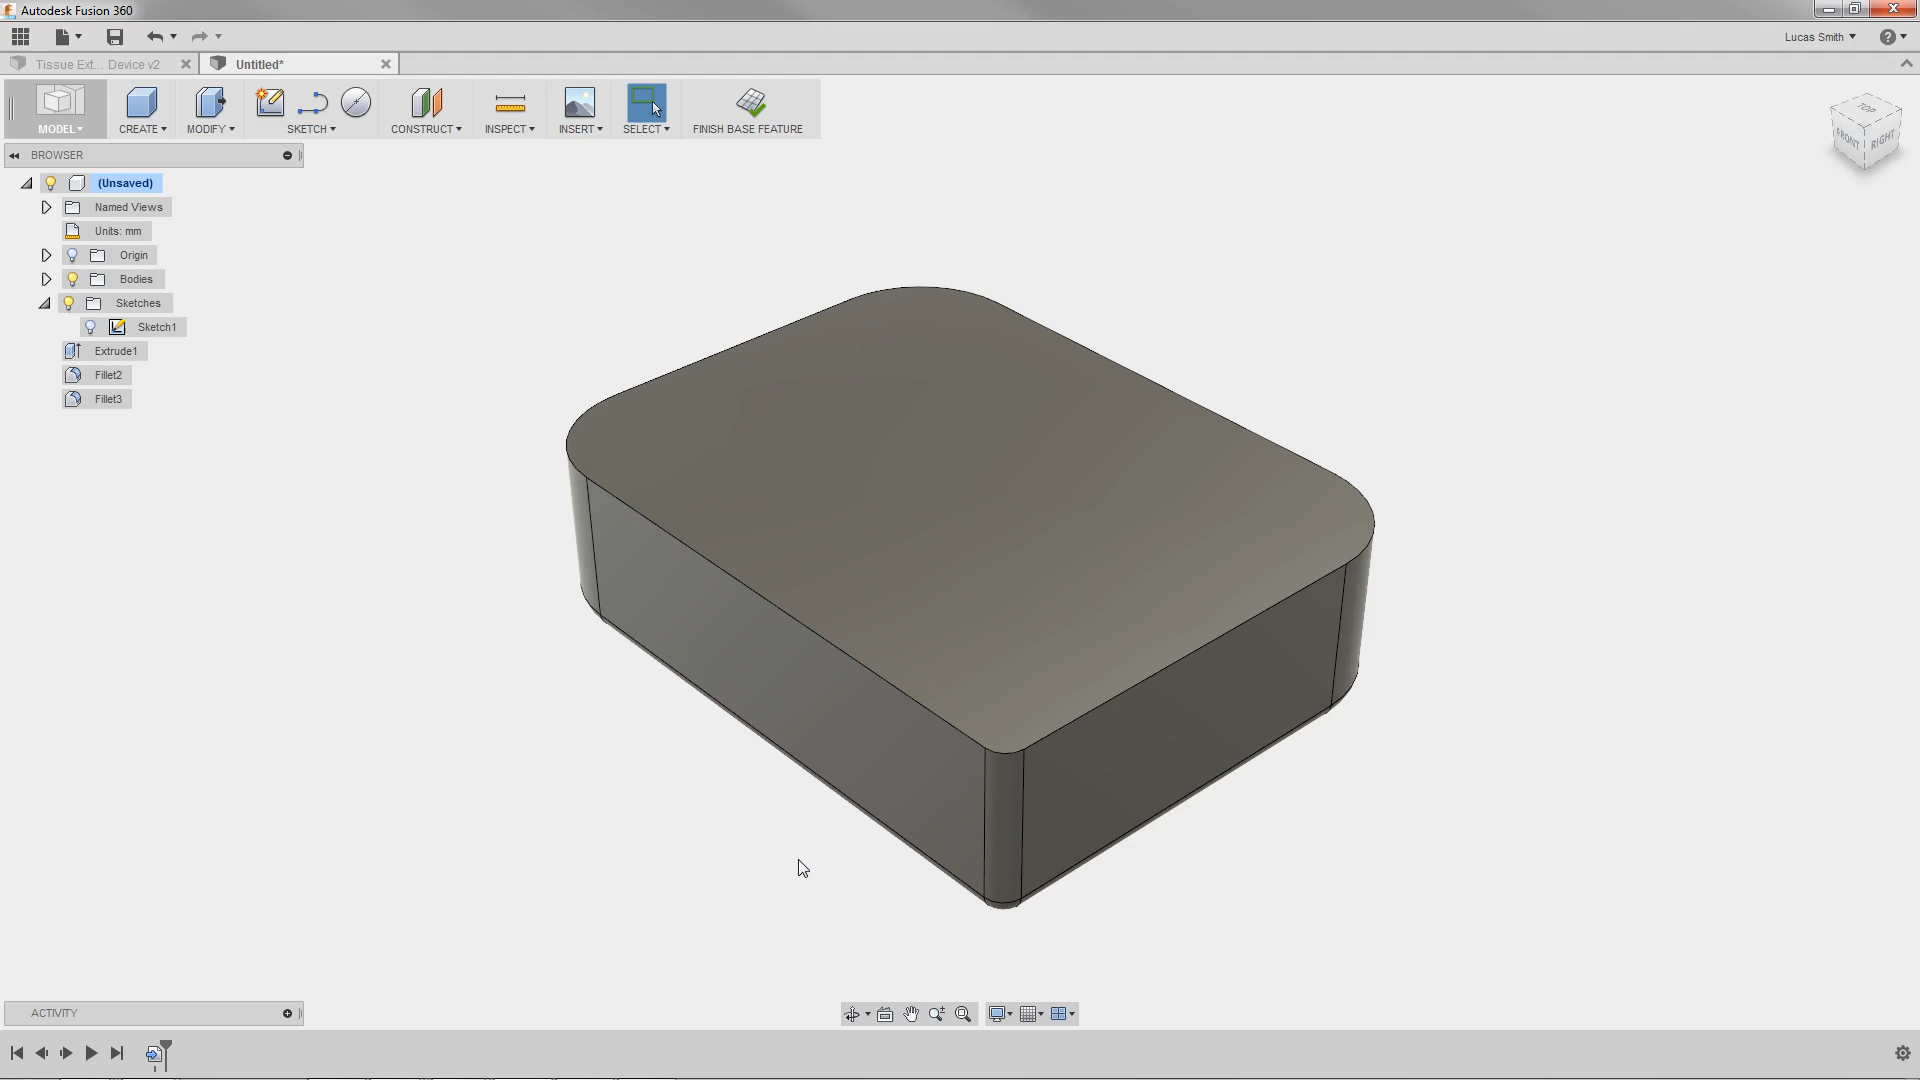 Autodesk Fusion 360
Lucas Smith
Tissue Ext... Device v2
Untitled*
MODEL
CREATE
MODIFY
SKETCH
CONSTRUCT
INSPECT
INSERT
SELECT
FINISH BASE FEATURE
TOP
FRONT
RIGHT
BROWSER
(Unsaved)
Named Views
Units: mm
Origin
Bodies
Sketches
Sketch1
Extrude1
Fillet2
Fillet3
ACTIVITY